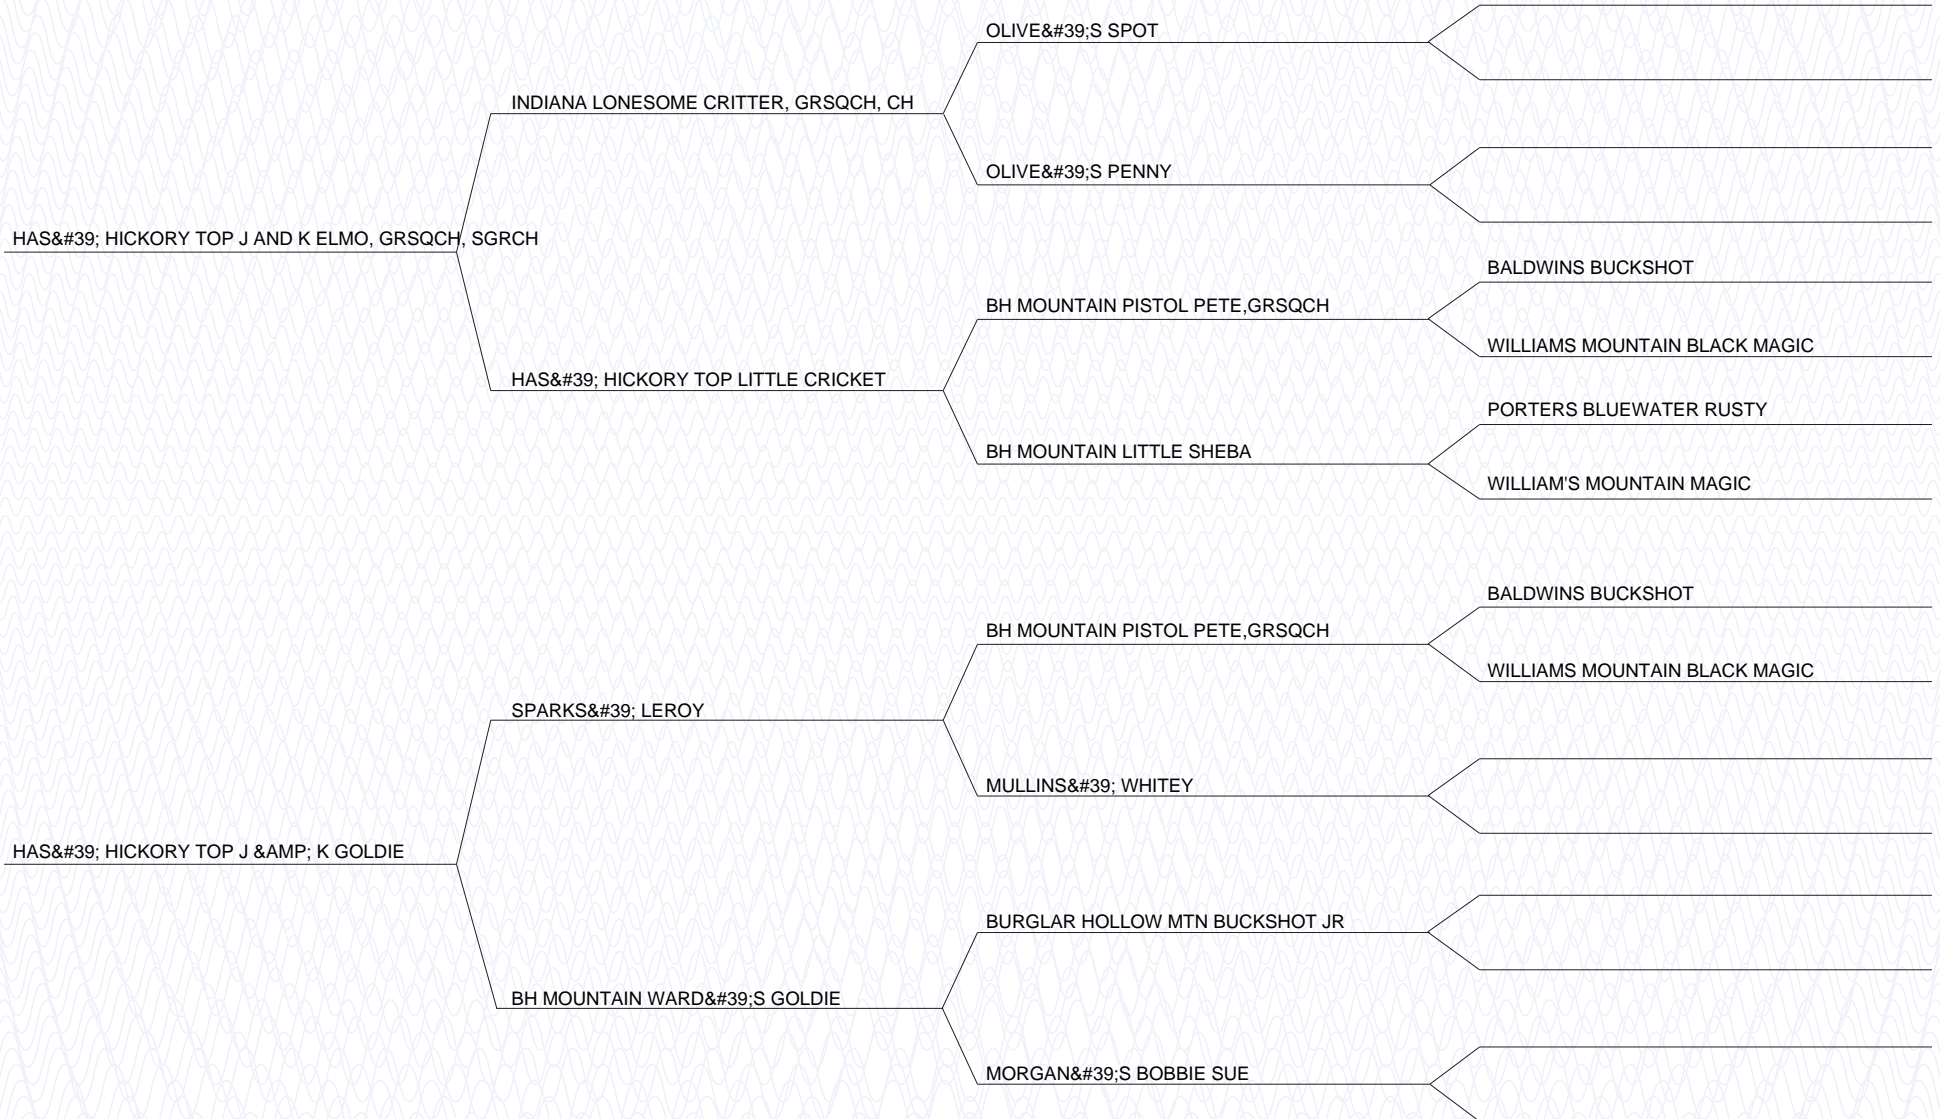 OLIVE&#39;S SPOT
INDIANA LONESOME CRITTER, GRSQCH, CH
OLIVE&#39;S PENNY
HAS&#39; HICKORY TOP J AND K ELMO, GRSQCH, SGRCH
BALDWINS BUCKSHOT
BH MOUNTAIN PISTOL PETE,GRSQCH
WILLIAMS MOUNTAIN BLACK MAGIC
HAS&#39; HICKORY TOP LITTLE CRICKET
PORTERS BLUEWATER RUSTY
BH MOUNTAIN LITTLE SHEBA
WILLIAM'S MOUNTAIN MAGIC
BALDWINS BUCKSHOT
BH MOUNTAIN PISTOL PETE,GRSQCH
WILLIAMS MOUNTAIN BLACK MAGIC
SPARKS&#39; LEROY
MULLINS&#39; WHITEY
HAS&#39; HICKORY TOP J &AMP; K GOLDIE
BURGLAR HOLLOW MTN BUCKSHOT JR
BH MOUNTAIN WARD&#39;S GOLDIE
MORGAN&#39;S BOBBIE SUE